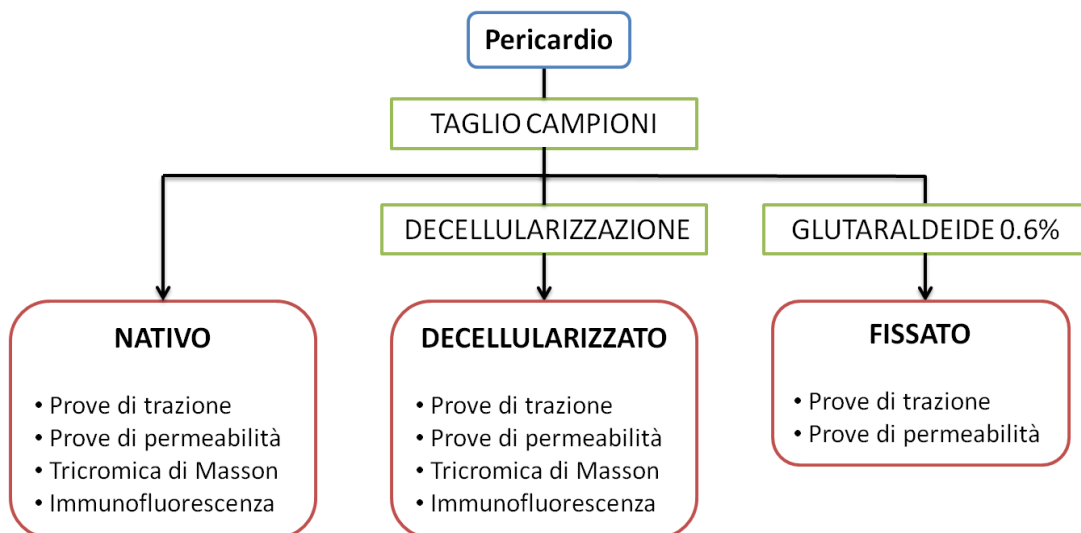 Pericardio
TAGLIO CAMPIONI
DECELLULARIZZAZIONE
GLUTARALDEIDE 0.6%
NATIVO
• Prove di trazione
• Prove di permeabilità
• Tricromica di Masson
• Immunofluorescenza
DECELLULARIZZATO
• Prove di trazione
• Prove di permeabilità
• Tricromica di Masson
• Immunofluorescenza
FISSATO
• Prove di trazione
• Prove di permeabilità